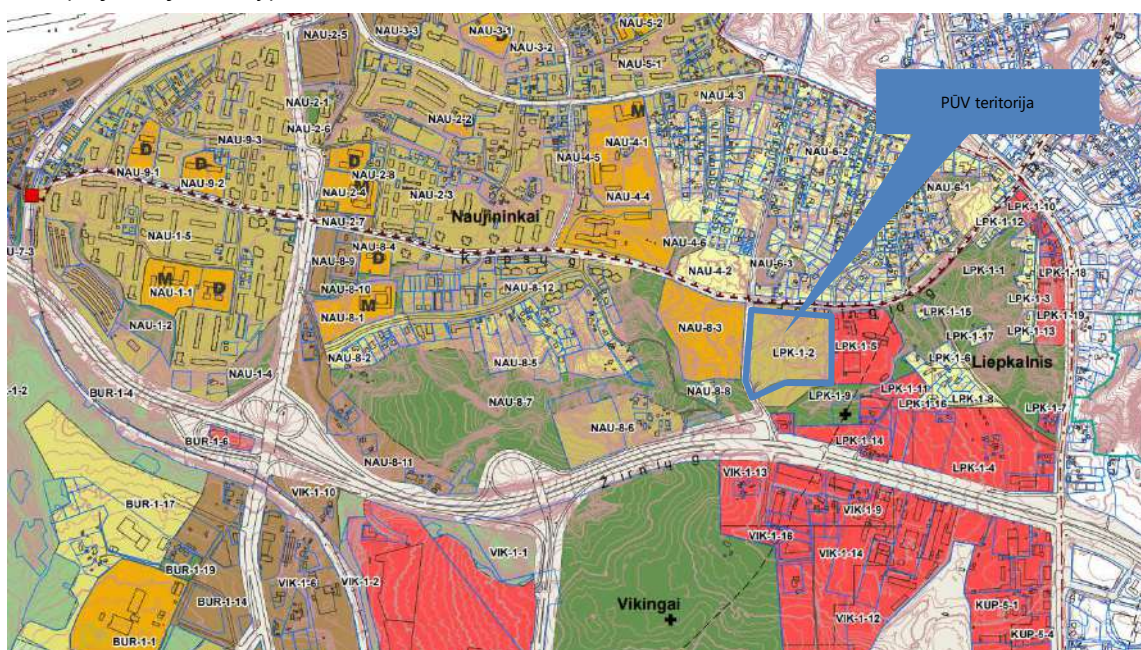 NAU-2-5
NAU-3-3
NAU-3-1
NAU-3-2
NAU-5-2
NAU-5-1
PŪV teritorija
NAU-2-1
NAU-2-6
NAU-9-3
NAU-2-2
NAU-4-3
NAU-4-5
NAU-4-1
M
NAU-6-2
D
D
D
NAU-9-1
NAU-9-2
NAU-2-8
NAU-2-4
M
NAU-2-3
NAU-4-4
NAU-6-1
LPK-1-10
LPK-1-12
Naujininkai
NAU-2-7
NAU-1-5
NAU-8-4
NAU-4-6
NAU-7-3
NAU-8-9
D
NAU-4-2
NAU-6-3
LPK-1-1
LPK-1-18
NAU-8-10
NAU-8-12
M
NAU-1-1
D
M
NAU-8-1
LPK-1-3
LPK-1-15
LPK-1-19
NAU-1-2
NAU-8-3
LPK-1-17
LPK-1-13
NAU-8-2
NAU-8-5
LPK-1-2
LPK-1-5
LPK-1-6
Liepkalnis
NAU-1-4
BUR-1-4
NAU-8-7
NAU-8-8
LPK-1-9
LPK-1-11
LPK-1-16
LPK-1-8
LPK-1-7
NAU-8-6
BUR-1-6
LPK-1-14
NAU-8-11
Žirnių g.
LPK-1-4
VIK-1-13
VIK-1-10
BUR-1-17
VIK-1-9
VIK-1-16
VIK-1-1
VIK-1-14
BUR-1-19
VIK-1-6
VIK-1-2
BUR-1-14
Vikingai
KUP-5-1
VIK-1-12
BUR-1-1
KUP-5-4